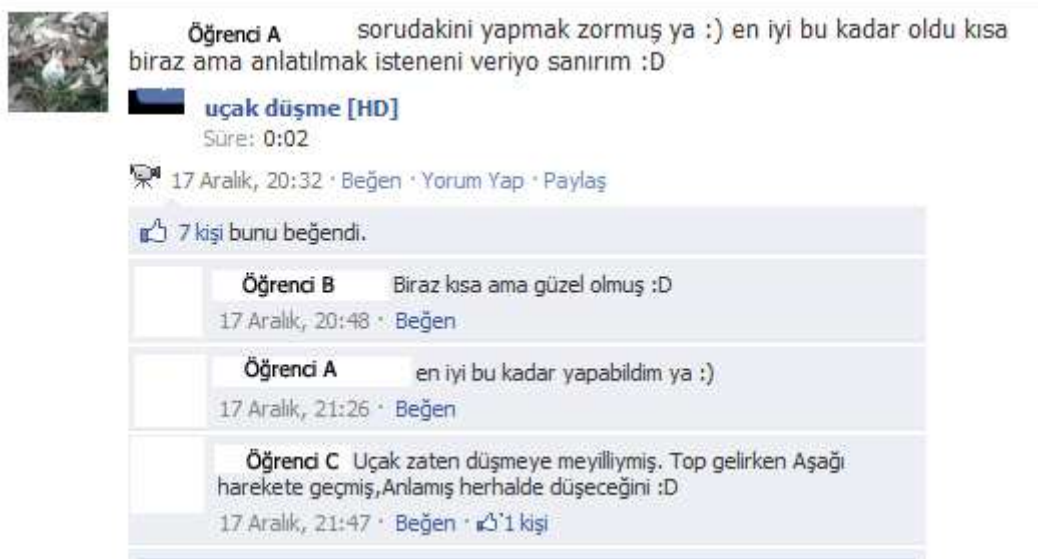 Öğrenci A sorudakini yapmak zormuş ya :) en iyi bu kadar oldu kısa
biraz ama anlatılmak isteneni veriyo sanırım :D
uçak düşme [HD]
Süre: 0:02
17 Aralık, 20:32 · Beğen · Yorum Yap · Paylaş
7 kişi bunu beğendi.
Öğrenci B Biraz kısa ama güzel olmuş :D
17 Aralık, 20:48 · Beğen
Öğrenci A en iyi bu kadar yapabildim ya :)
17 Aralık, 21:26 · Beğen
Öğrenci C Uçak zaten düşmeye meyilliymiş. Top gelirken Aşağı
harekete geçmiş,Anlamış herhalde düşeceğini :D
17 Aralık, 21:47 · Beğen · 1 kişi